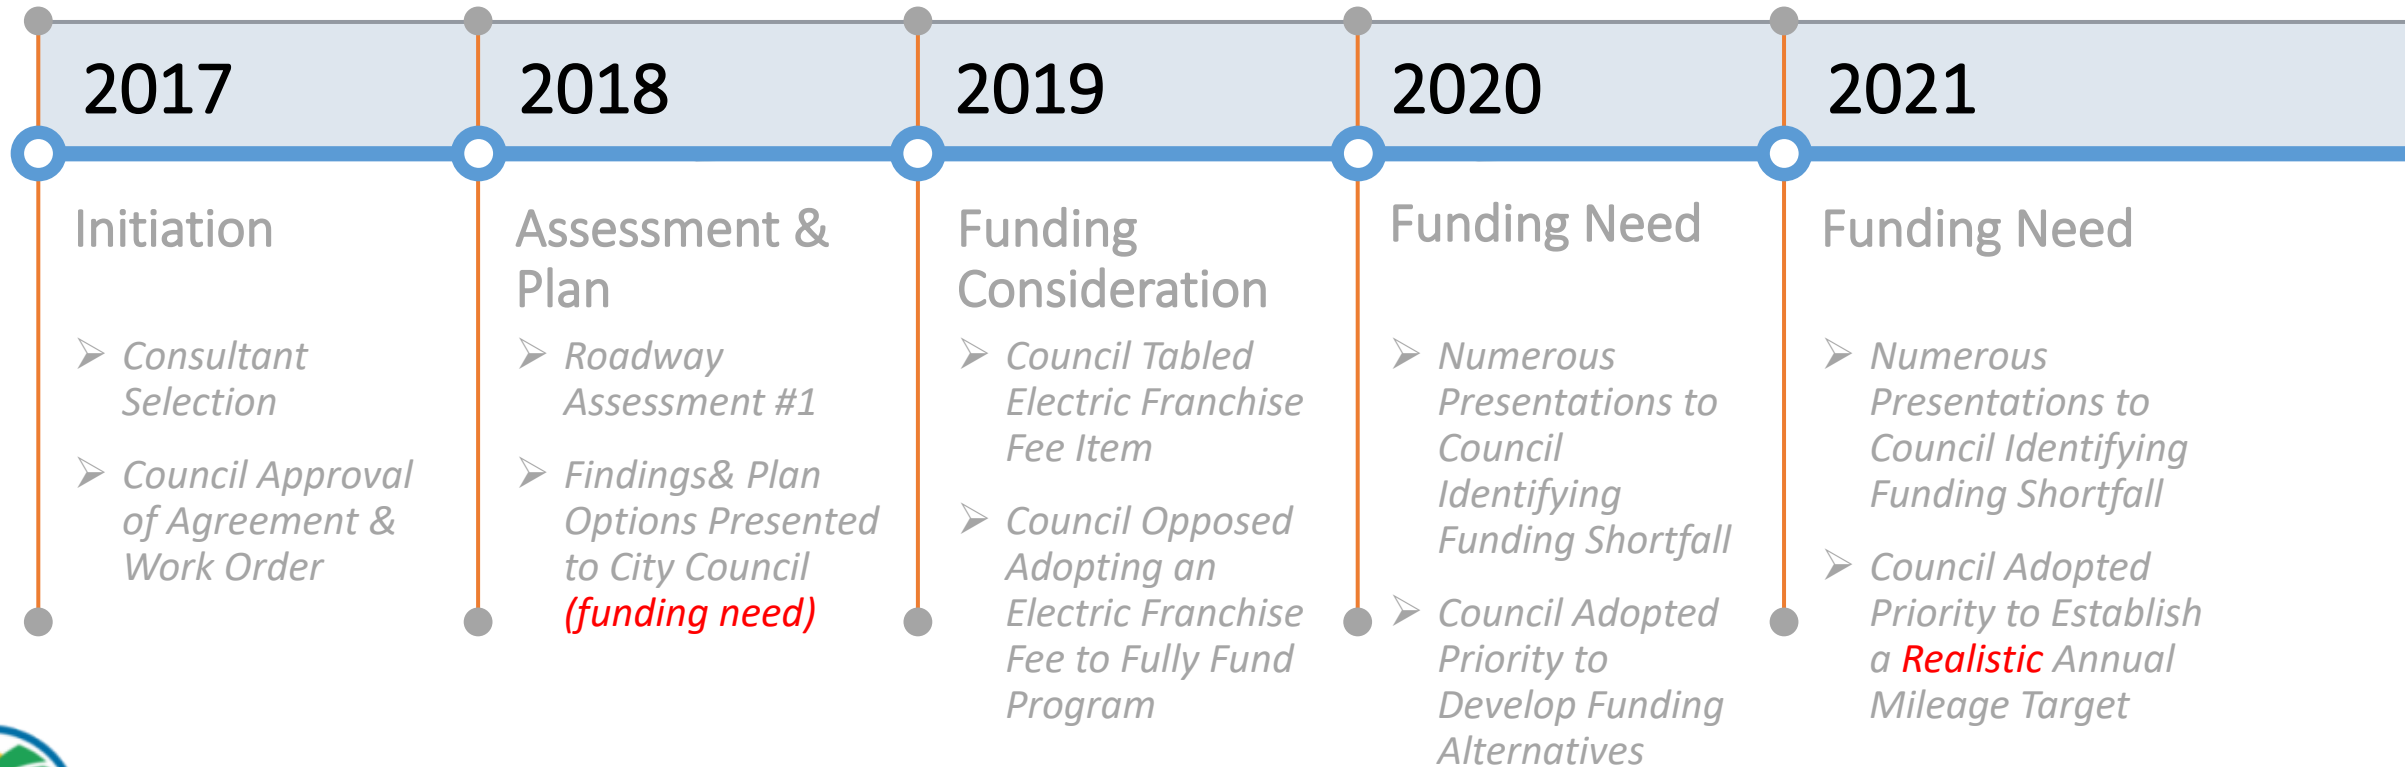 2017
2018
2019
2020
2021
Initiation
➢ Consultant
Selection
➢ Council Approval
of Agreement &
Work Order
Assessment &
Plan
➢ Roadway
Assessment #1
➢ Findings& Plan
Options Presented
to City Council
(funding need)
Funding
Consideration
➢ Council Tabled
Electric Franchise
Fee Item
➢ Council Opposed
Adopting an
Electric Franchise
Fee to Fully Fund
Program
Funding Need
➢ Numerous
Presentations to
Council
Identifying
Funding Shortfall
➢ Council Adopted
Priority to
Develop Funding
Alternatives
Funding Need
➢ Numerous
Presentations to
Council Identifying
Funding Shortfall
➢ Council Adopted
Priority to Establish
a Realistic Annual
Mileage Target